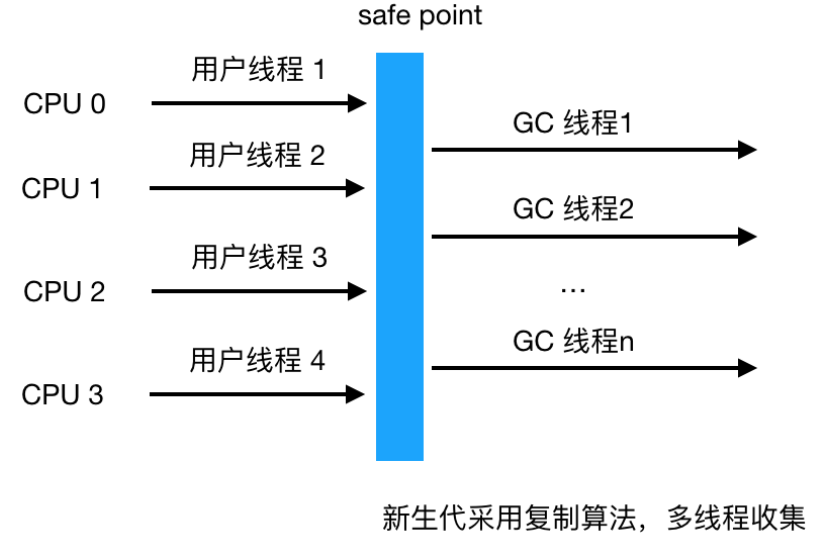 safe point
用户线程 1
CPU 0
GC 线程1
用户线程 2
CPU 1
GC 线程2
用户线程 3
CPU 2
...
GC 线程n
用户线程 4
CPU 3
新生代采用复制算法，多线程收集